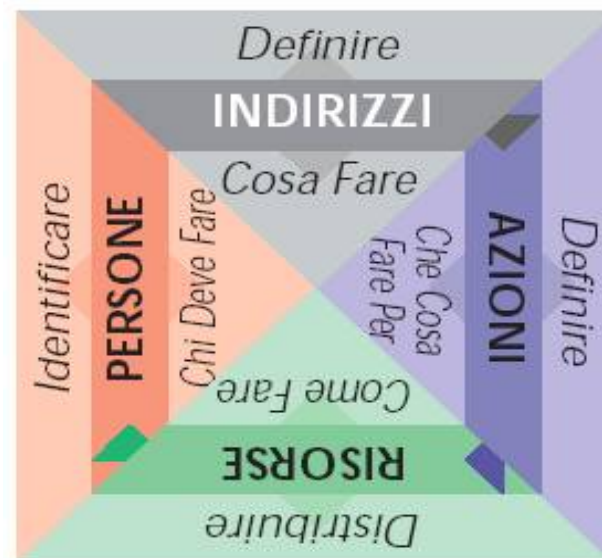 Definire
INDIRIZZI
Cosa Fare
Definire
AZIONI
Che Cosa
Fare Per
Distribuire
RISORSE
Come Fare
Identificare
PERSONE
Chi Deve Fare